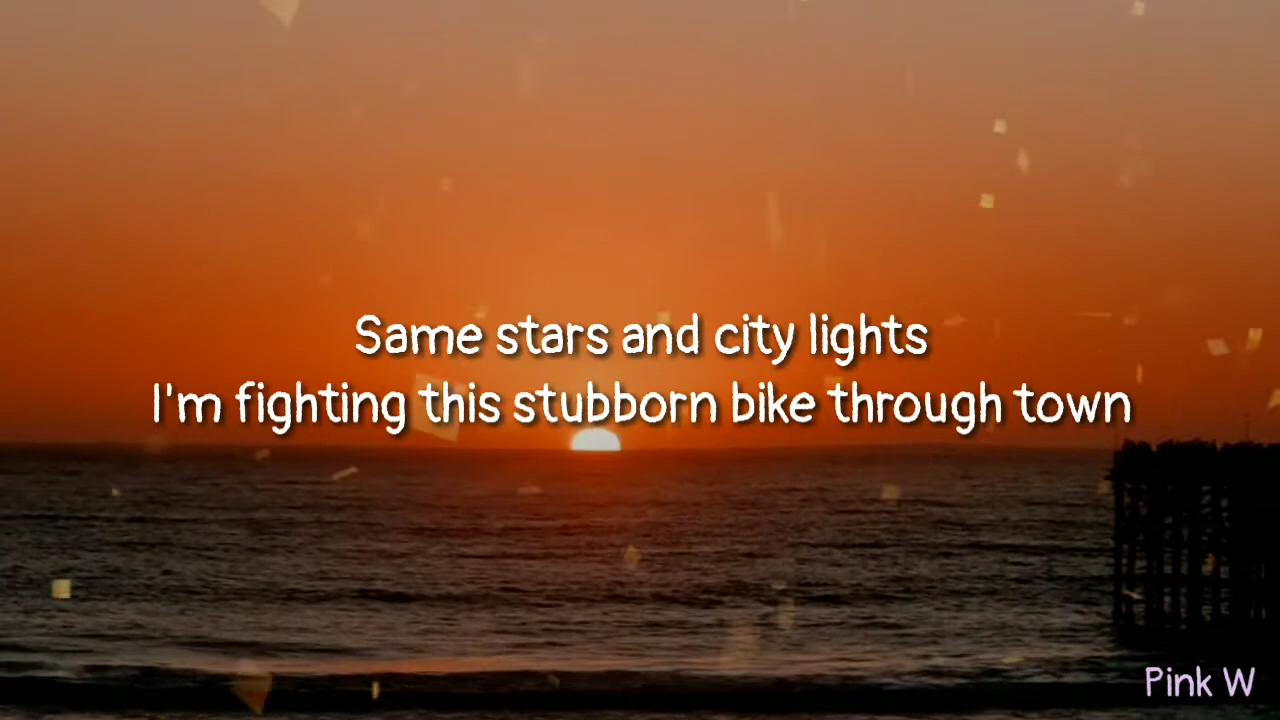 Same stars and city lights
I'm fighting this stubborn bike through town
Pink W